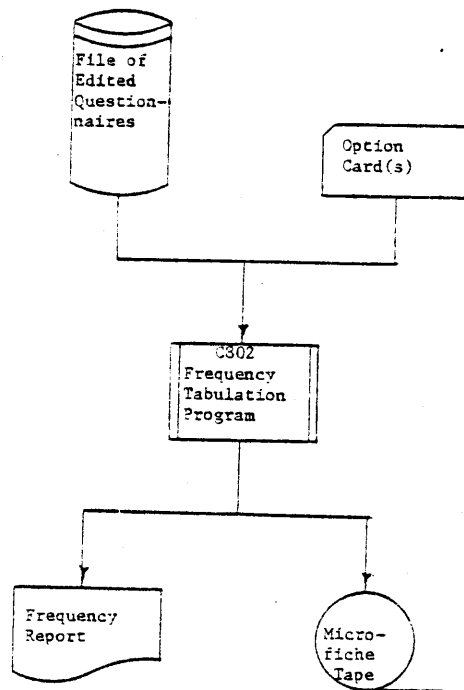 File of
Edited
Question-
naires
Option
Card(s)
C302
Frequency
Tabulation
Program
Frequency
Report
Micro-
fiche
Tape